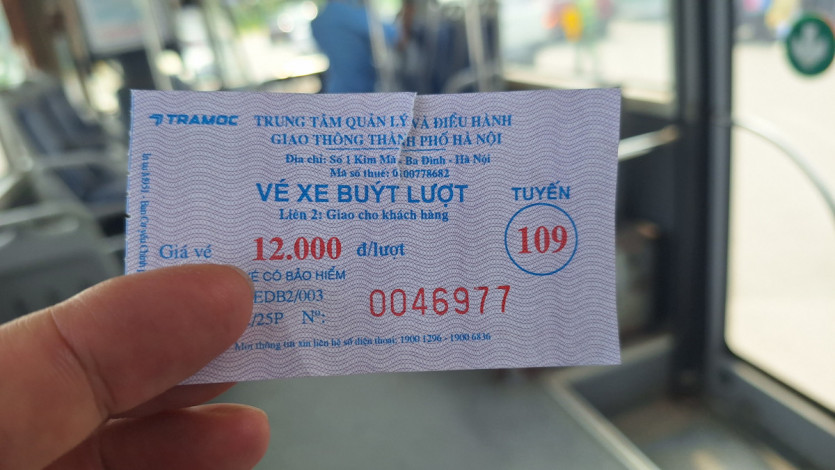 TRAMOC
TRUNG TÂM QUẢN LÝ VÀ ĐIỀU HÀNH
GIAO THÔNG THÀNH PHỐ HÀ NỘI
Địa chỉ: Số 1 Kim Mã, Ba Đình - Hà Nội
Mã số thuế: 0100778682
VÉ XE BUÝT LƯỢT
Liên 2: Giao cho khách hàng
TUYẾN
109
Giá vé 12.000 đ/lượt
VÉ CÓ BẢO HIỂM
EDB2/003
/25P Nº: 0046977
Mọi thông tin xin liên hệ số điện thoại: 1900 1296 - 1900 6836